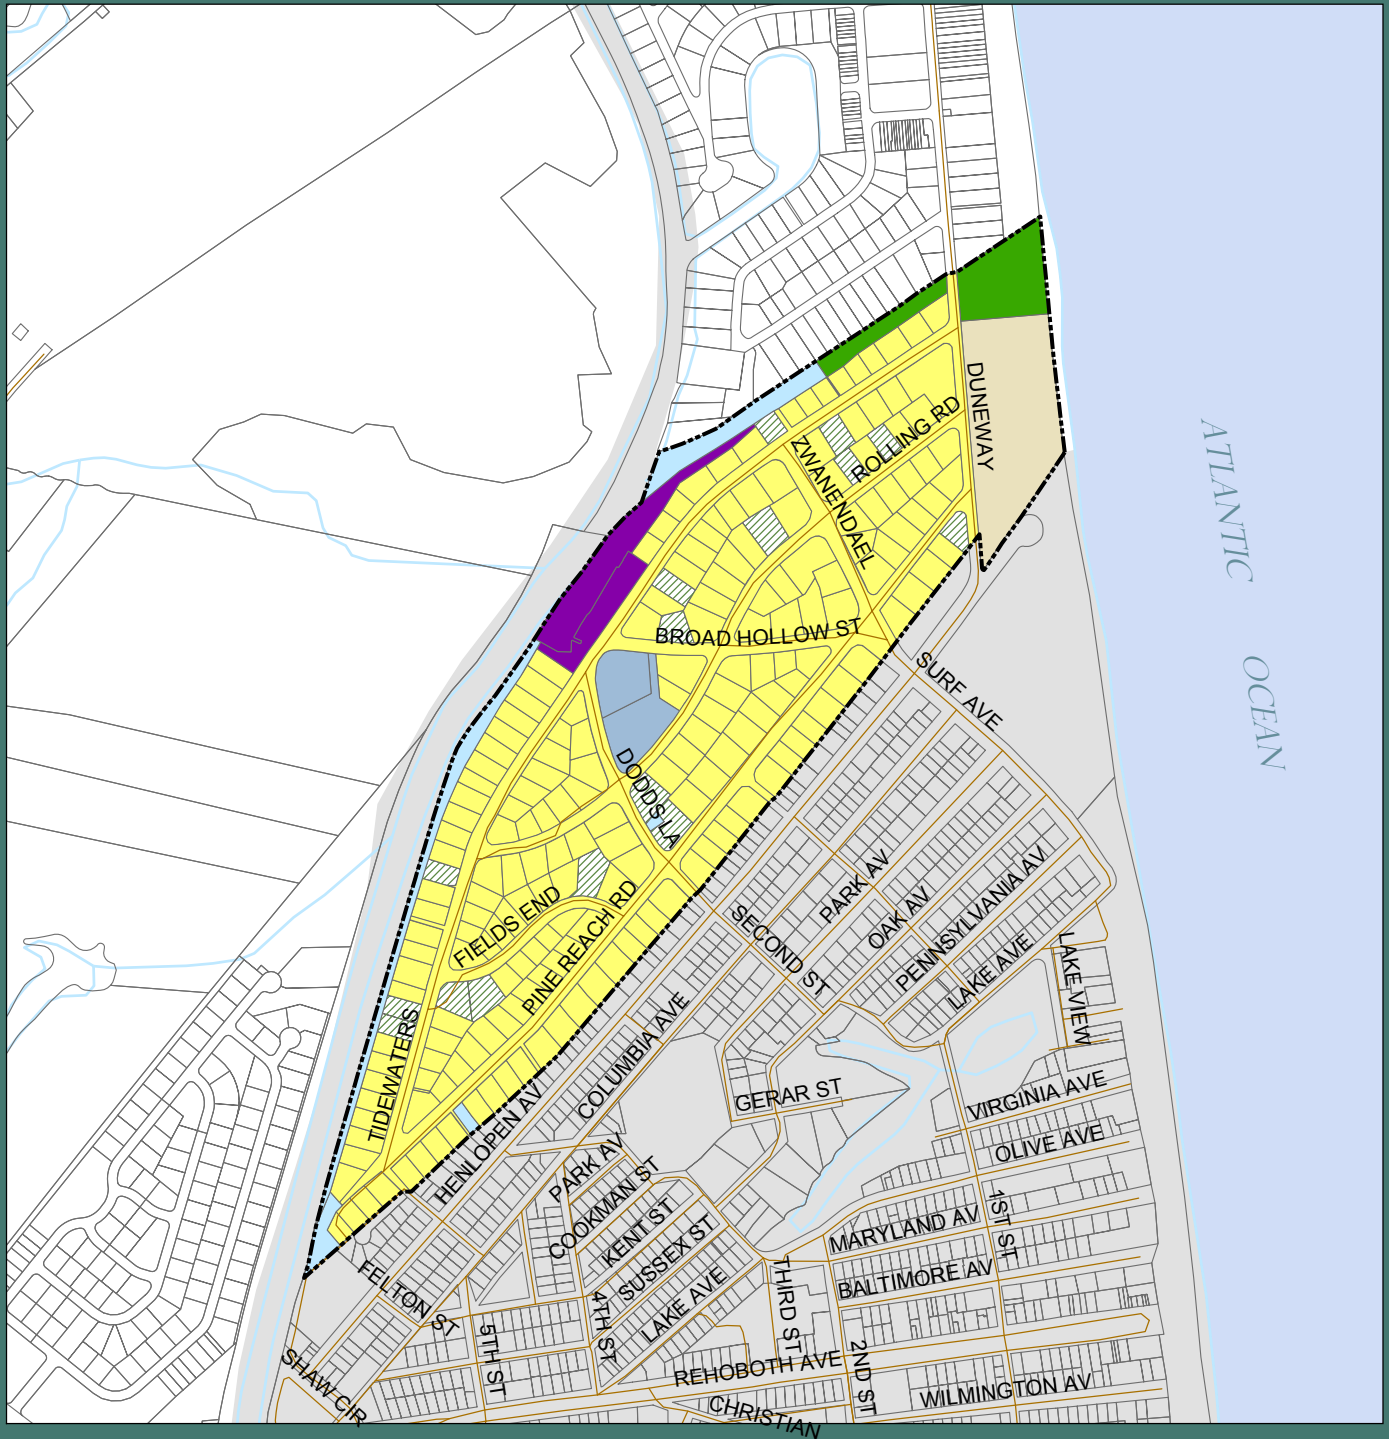 DUNEWAY
ROLLING RD
ZWANENDAEL
ATLANTIC
OCEAN
BROAD HOLLOW ST
SURF AVE
DODDS LA
PARK AV
OAK AV
PENNSYLVANIA AV
FIELDS END
PINE REACH RD
SECOND ST
LAKE AVE
LAKE VIEW
COLUMBIA AVE
TIDEWATERS
GERAR ST
VIRGINIA AVE
HENLOPEN AV
OLIVE AVE
PARK AV
COOKMAN ST
KENT ST
SUSSEX ST
MARYLAND AV
1ST ST
FELTON ST
BALTIMORE AV
LAKE AVE
THIRD ST
4TH ST
5TH ST
2ND ST
REHOBOTH AVE
SHAW CIR
WILMINGTON AV
CHRISTIAN